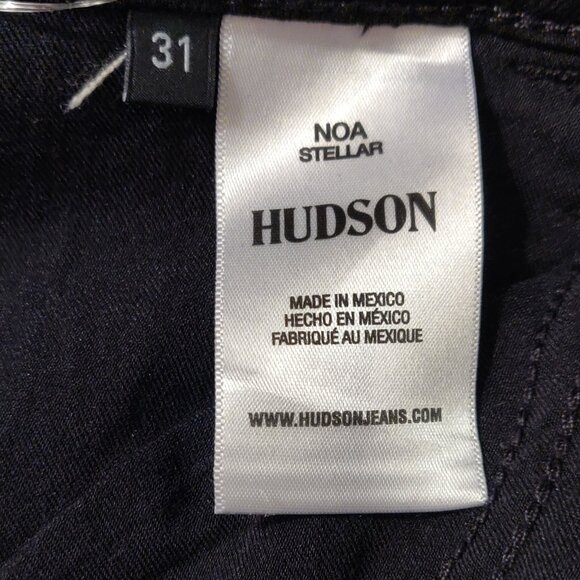 31
NOA
STELLAR
HUDSON
MADE IN MEXICO
HECHO EN MÉXICO
FABRIQUÉ AU MEXIQUE
WWW.HUDSONJEANS.COM